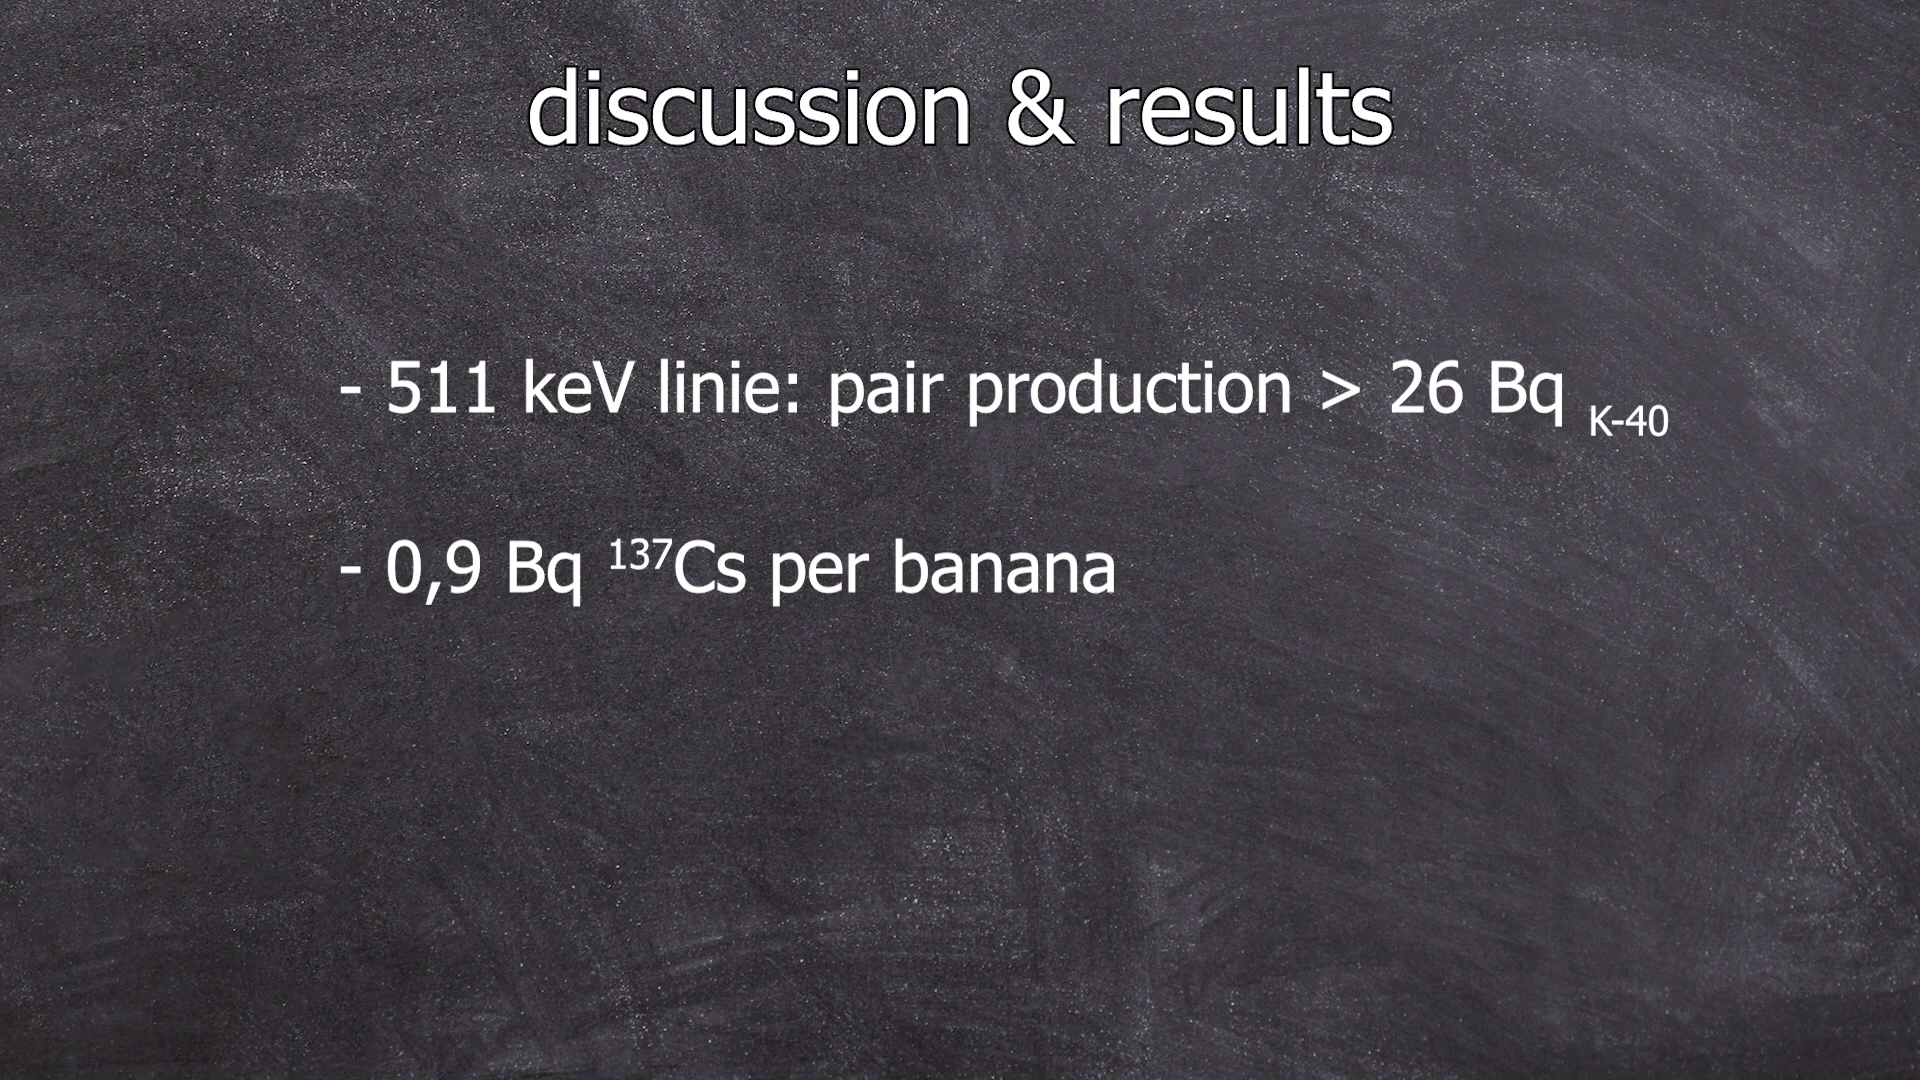 discussion & results
- 511 keV linie: pair production > 26 Bq K-40
- 0,9 Bq ¹³⁷Cs per banana